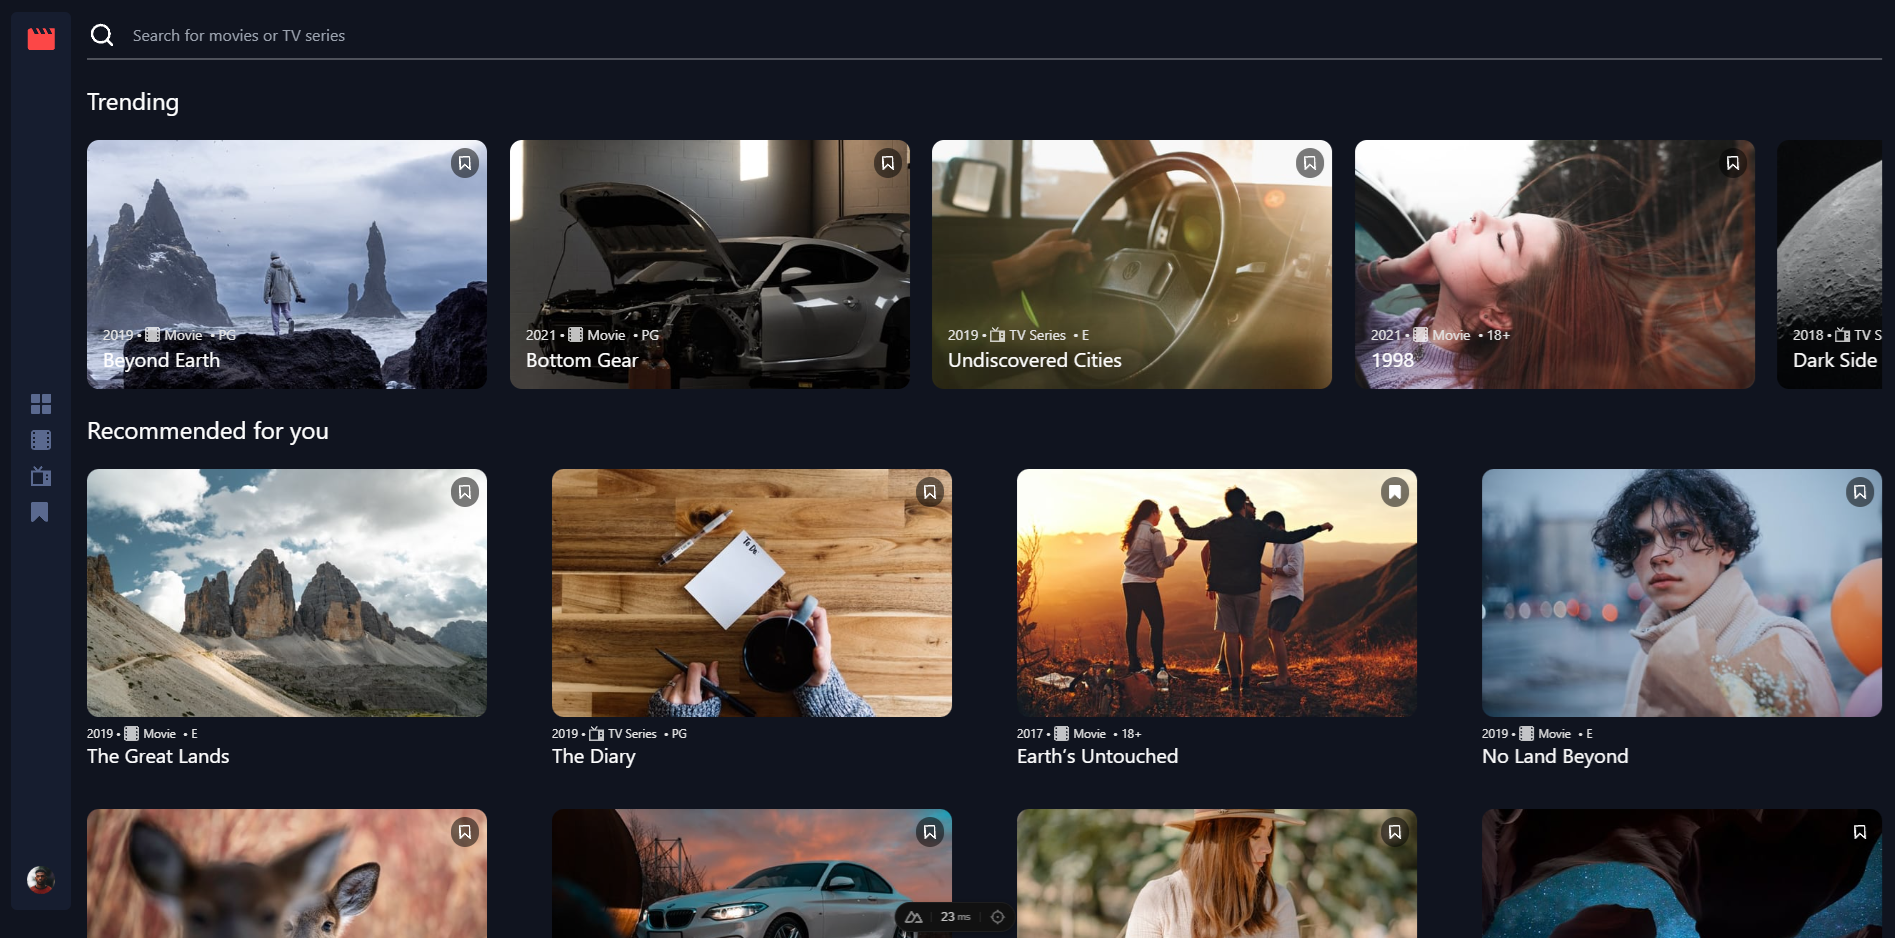 Search for movies or TV series
Trending
2019 • Movie • PG
Beyond Earth
2021 • Movie • PG
Bottom Gear
2019 • TV Series • E
Undiscovered Cities
2021 • Movie • 18+
1998
2018 • TV S
Dark Side
Recommended for you
To Do
2019 • Movie • E
The Great Lands
2019 • TV Series • PG
The Diary
2017 • Movie • 18+
Earth’s Untouched
2019 • Movie • E
No Land Beyond
23 ms